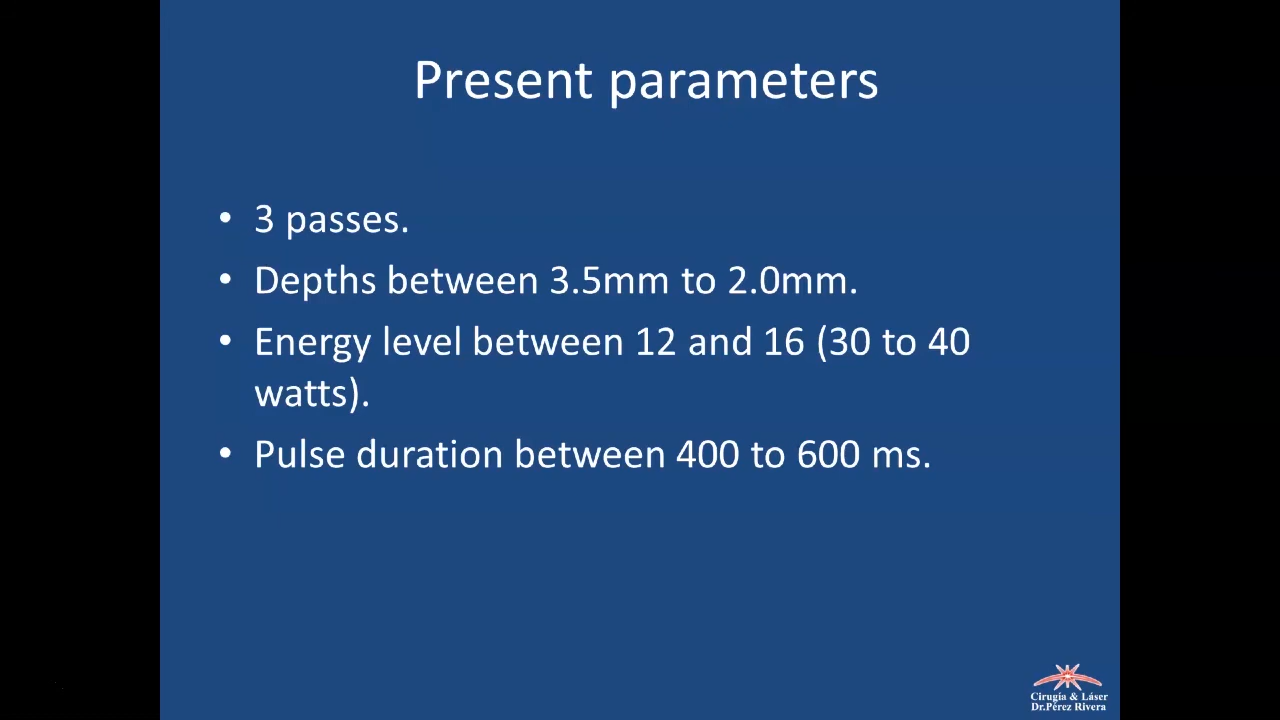 Present parameters
• 3 passes.
• Depths between 3.5mm to 2.0mm.
• Energy level between 12 and 16 (30 to 40
watts).
• Pulse duration between 400 to 600 ms.
Cirugía & Láser
Dr.Pérez Rivera